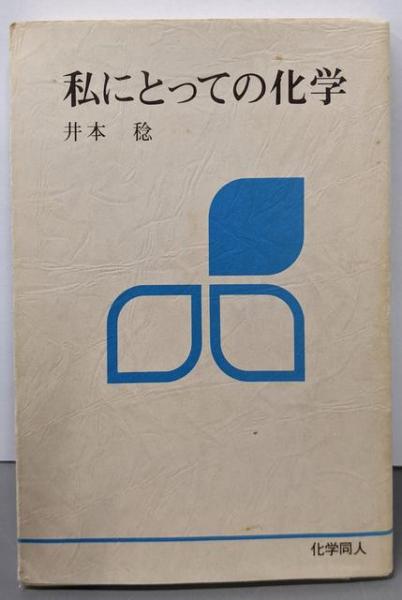 私にとっての化学
井本 稔
化学同人